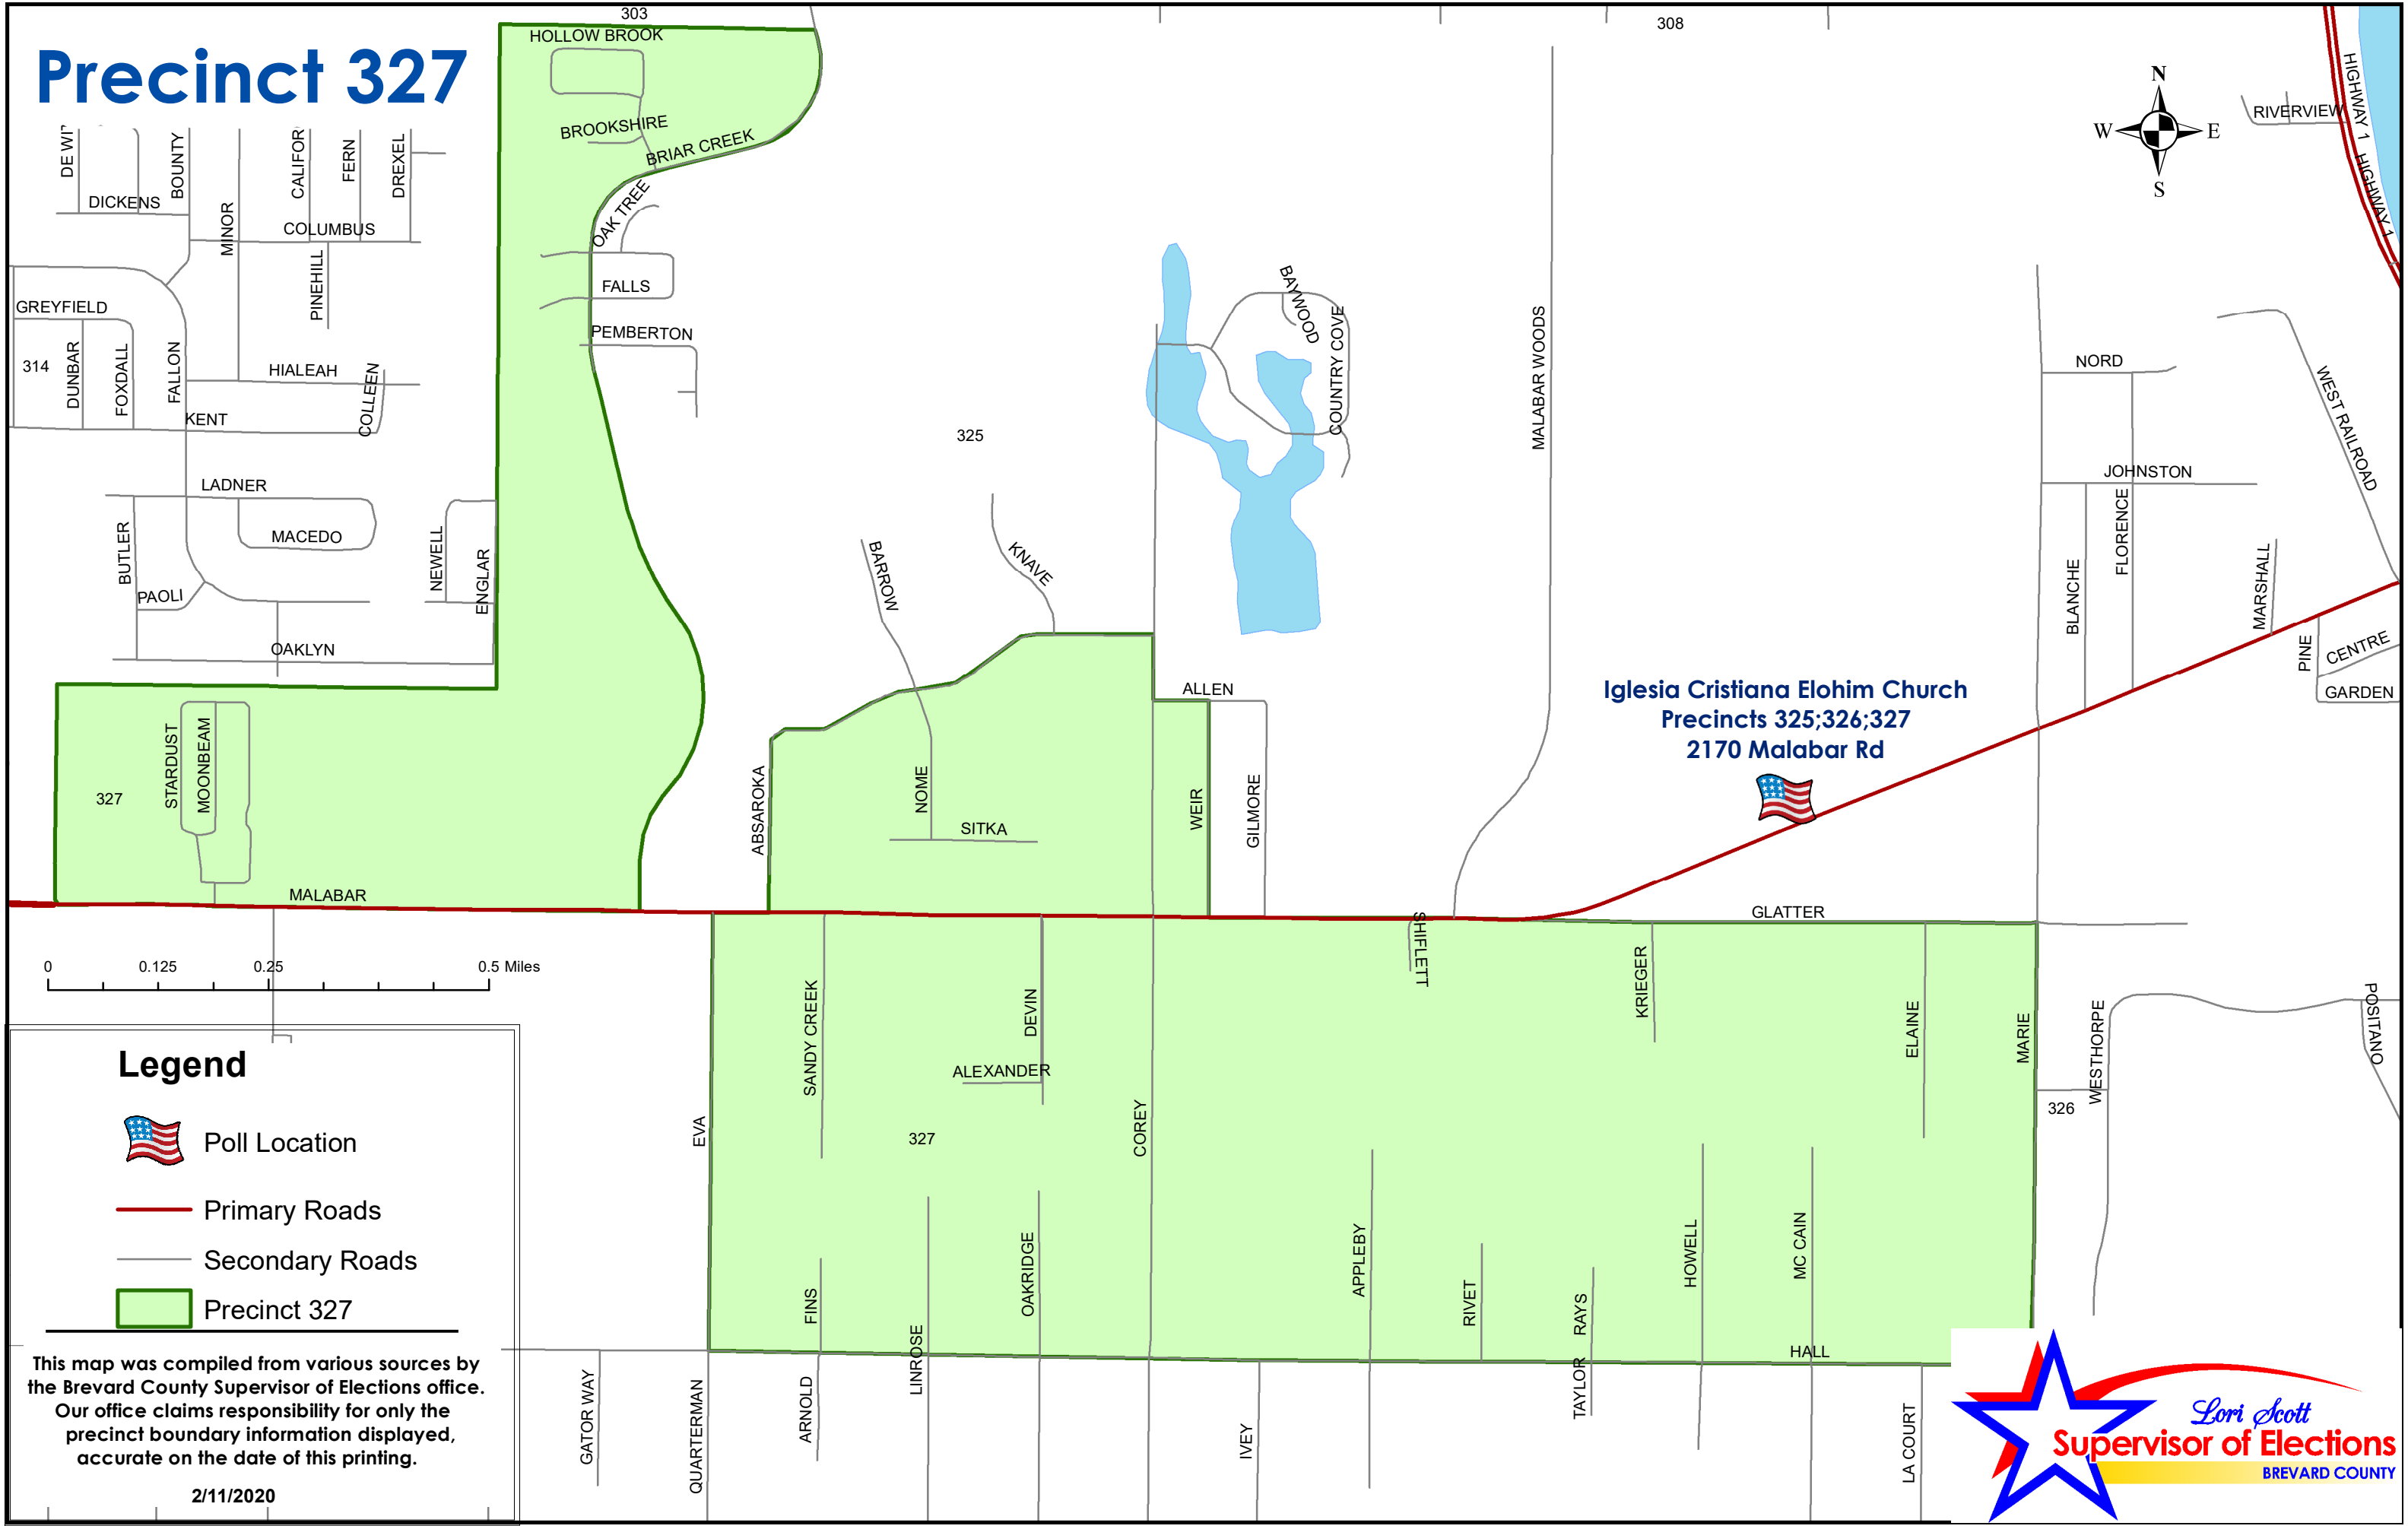 303
308
HOLLOW BROOK
Precinct 327
N
W E
S
HIGHWAY 1
HIGHWAY 1
RIVERVIEW
BROOKSHIRE
BRIAR CREEK
BOUNTY
CALIFOR
FERN
DREXEL
DICKENS
MINOR
COLUMBUS
OAK TREE
PINEHILL
FALLS
GREYFIELD
PEMBERTON
BAYWOOD
COUNTRY COVE
MALABAR WOODS
314
DUNBAR
FOXDALL
FALLON
HIALEAH
COLLEEN
KENT
325
NORD
WEST RAILROAD
JOHNSTON
LADNER
MACEDO
BUTLER
NEWELL
ENGLAR
PAOLI
OAKLYN
BARROW
KNAVE
FLORENCE
BLANCHE
MARSHALL
PINE
CENTRE
GARDEN
ALLEN
Iglesia Cristiana Elohim Church
Precincts 325;326;327
2170 Malabar Rd
327
STARDUST
MOONBEAM
ABSAROKA
NOME
SITKA
WEIR
GILMORE
MALABAR
GLATTER
SHIFLETT
KRIEGER
0 0.125 0.25 0.5 Miles
SANDY CREEK
DEVIN
ALEXANDER
ELAINE
MARIE
WESTHORPE
POSITANO
326
EVA
327
COREY
FINS
LINROSE
OAKRIDGE
APPLEBY
RIVET
RAYS
TAYLOR
HOWELL
MC CAIN
HALL
GATOR WAY
QUARTERMAN
ARNOLD
IVEY
LA COURT
Legend
Poll Location
Primary Roads
Secondary Roads
Precinct 327
This map was compiled from various sources by
the Brevard County Supervisor of Elections office.
Our office claims responsibility for only the
precinct boundary information displayed,
accurate on the date of this printing.
2/11/2020
Lori Scott
Supervisor of Elections
BREVARD COUNTY